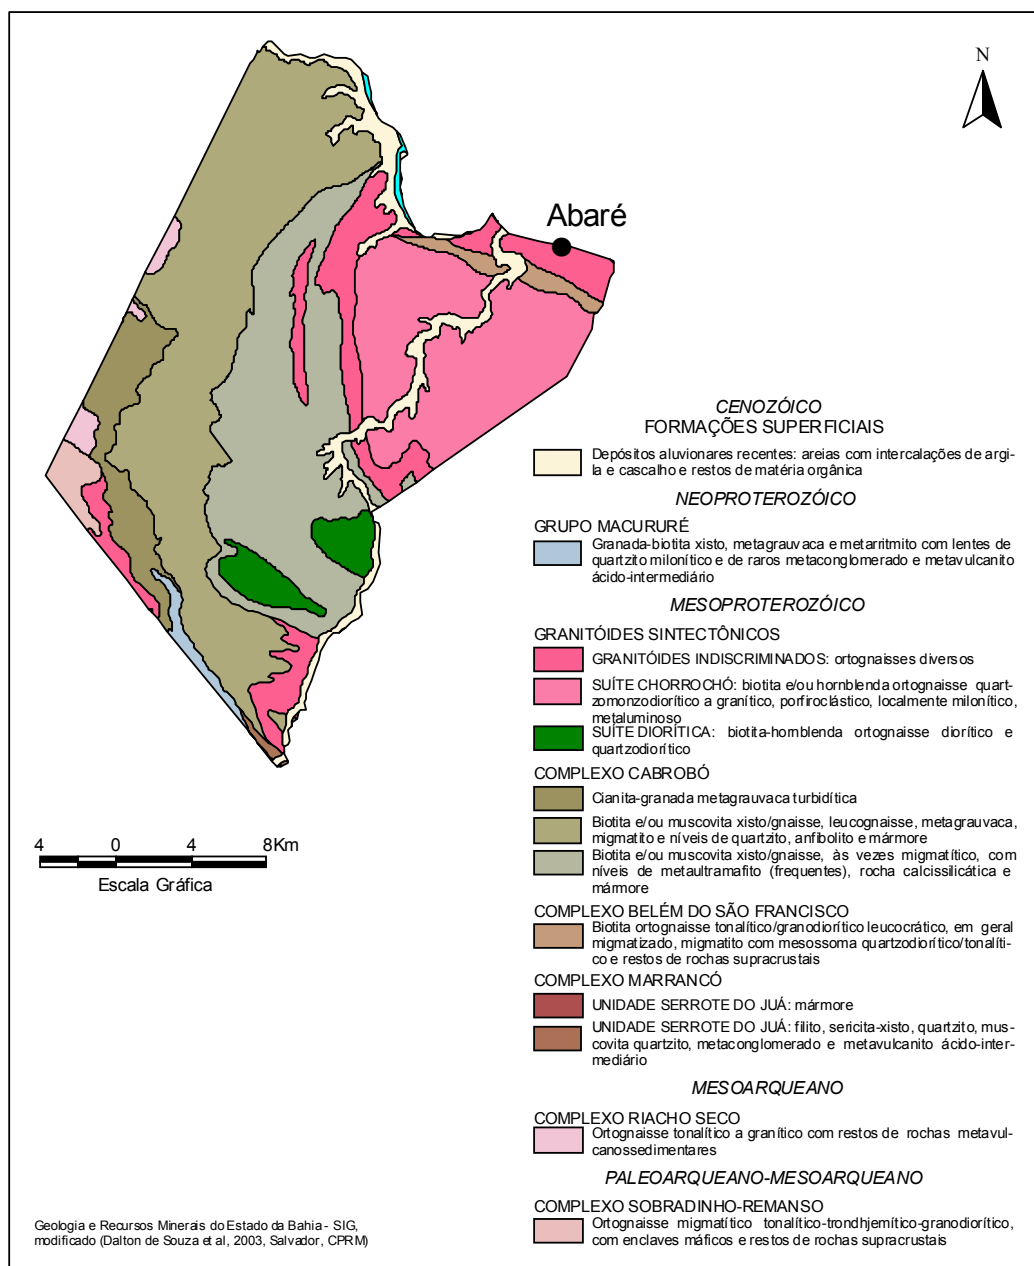 N
Abaré
CENOZÓICO
FORMAÇÕES SUPERFICIAIS
Depósitos aluvionares recentes: areias com intercalações de argi-
la e cascalho e restos de matéria orgânica
NEOPROTEROZÓICO
GRUPO MACURURÉ
Granada-biotita xisto, metagrauvaca e metarritmito com lentes de
quartzito milonítico e de raros metaconglomerado e metavulcanito
ácido-intermediário
MESOPROTEROZÓICO
GRANITÓIDES SINTECTÔNICOS
GRANITÓIDES INDISCRIMINADOS: ortognaisses diversos
SUÍTE CHORROCHÓ: biotita e/ou hornblenda ortognaisse quart-
zomonzodiorítico a granítico, porfiroclástico, localmente milonítico,
metaluminoso
SUÍTE DIORÍTICA: biotita-hornblenda ortognaisse diorítico e
quartzodiorítico
COMPLEXO CABROBÓ
Cianita-granada metagrauvaca turbidítica
Biotita e/ou muscovita xisto/gnaisse, leucognaisse, metagrauvaca,
migmatito e níveis de quartzito, anfibolito e mármore
Biotita e/ou muscovita xisto/gnaisse, às vezes migmatítico, com
níveis de metaultramafito (frequentes), rocha calcissilicática e
mármore
COMPLEXO BELÉM DO SÃO FRANCISCO
Biotita ortognaisse tonalítico/granodiorítico leucocrático, em geral
migmatizado, migmatito com mesossoma quartzodiorítico/tonalíti-
co e restos de rochas supracrustais
COMPLEXO MARRANCÓ
UNIDADE SERROTE DO JUÁ: mármore
UNIDADE SERROTE DO JUÁ: filito, sericita-xisto, quartzito, mus-
covita quartzito, metaconglomerado e metavulcanito ácido-inter-
mediário
MESOARQUEANO
COMPLEXO RIACHO SECO
Ortognaisse tonalítico a granítico com restos de rochas metavul-
canossedimentares
PALEOARQUEANO-MESOARQUEANO
COMPLEXO SOBRADINHO-REMANSO
Ortognaisse migmatítico tonalítico-trondhjemítico-granodiorítico,
com enclaves máficos e restos de rochas supracrustais
4 0 4 8Km
Escala Gráfica
Geologia e Recursos Minerais do Estado da Bahia - SIG,
modificado (Dalton de Souza et al, 2003, Salvador, CPRM)